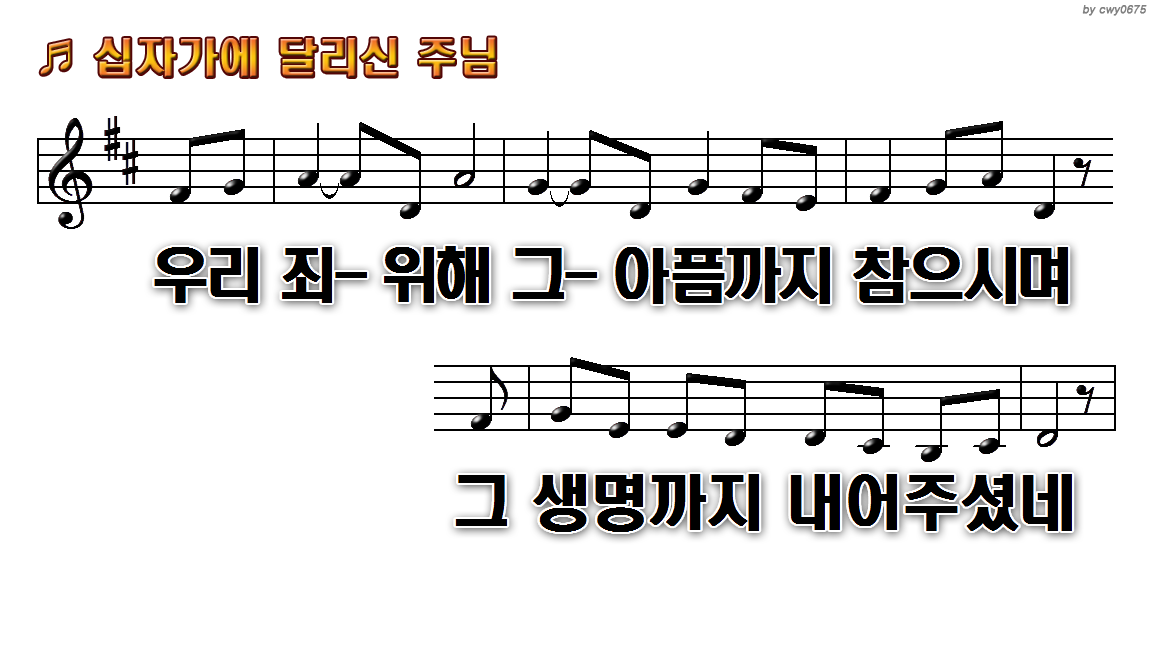 by cwy0675
♬ 십자가에 달리신 주님
우리 죄- 위해 그- 아픔까지 참으시며
그 생명까지 내어주셨네